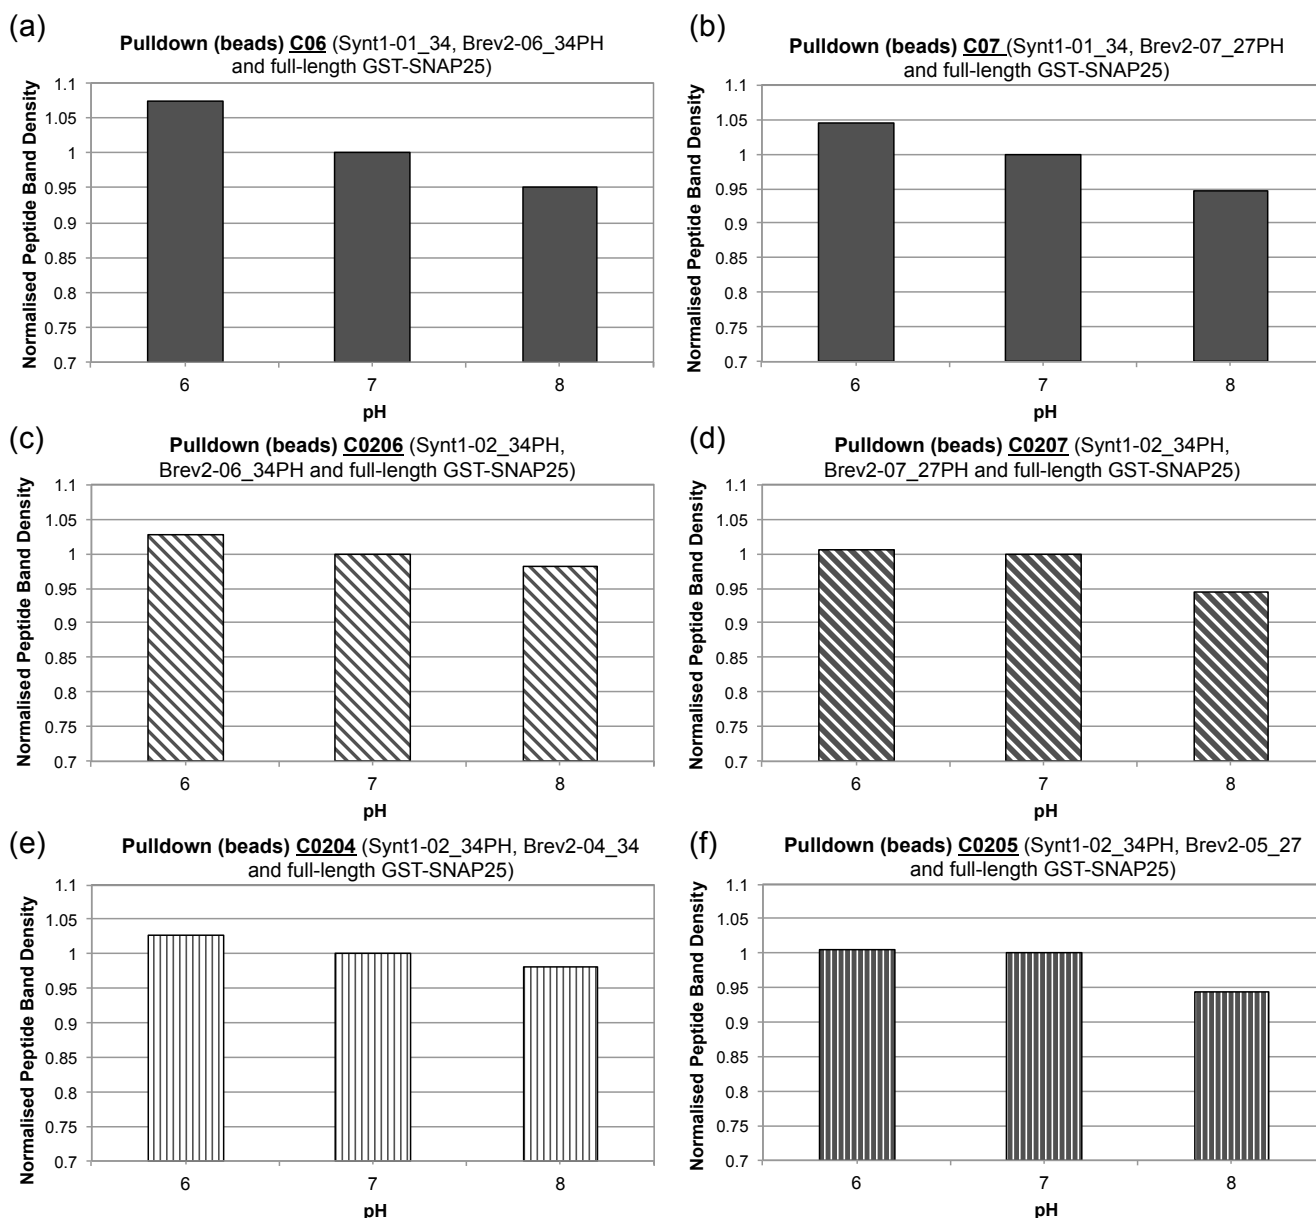 (a)
Pulldown (beads) C06 (Synt1-01_34, Brev2-06_34PH
and full-length GST-SNAP25)
Normalised Peptide Band Density
1.1
1.05
1
0.95
0.9
0.85
0.8
0.75
0.7
6 7 8
pH
(b)
Pulldown (beads) C07 (Synt1-01_34, Brev2-07_27PH
and full-length GST-SNAP25)
Normalised Peptide Band Density
1.1
1.05
1
0.95
0.9
0.85
0.8
0.75
0.7
6 7 8
pH
(c)
Pulldown (beads) C0206 (Synt1-02_34PH,
Brev2-06_34PH and full-length GST-SNAP25)
Normalised Peptide Band Density
1.1
1.05
1
0.95
0.9
0.85
0.8
0.75
0.7
6 7 8
pH
(d)
Pulldown (beads) C0207 (Synt1-02_34PH,
Brev2-07_27PH and full-length GST-SNAP25)
Normalised Peptide Band Density
1.1
1.05
1
0.95
0.9
0.85
0.8
0.75
0.7
6 7 8
pH
(e)
Pulldown (beads) C0204 (Synt1-02_34PH, Brev2-04_34
and full-length GST-SNAP25)
Normalised Peptide Band Density
1.1
1.05
1
0.95
0.9
0.85
0.8
0.75
0.7
6 7 8
pH
(f)
Pulldown (beads) C0205 (Synt1-02_34PH, Brev2-05_27
and full-length GST-SNAP25)
Normalised Peptide Band Density
1.1
1.05
1
0.95
0.9
0.85
0.8
0.75
0.7
6 7 8
pH